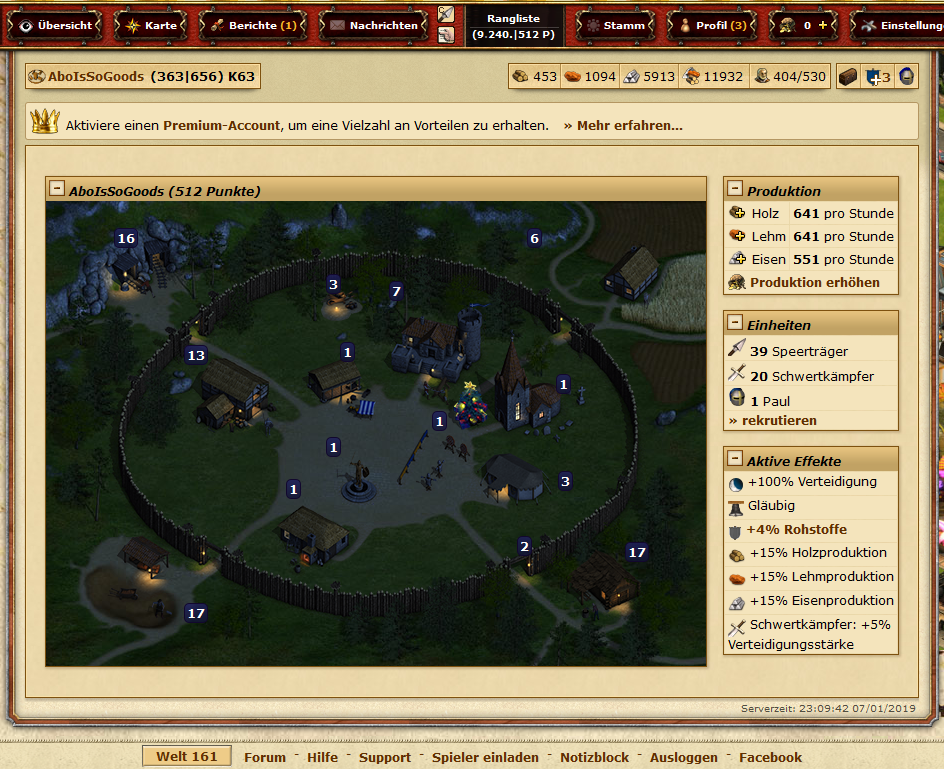 Übersicht Karte Berichte (1) Nachrichten Rangliste Stamm Profil (3) 0 + Einstellung
(9.240.|512 P)
AboIsSoGoods (363|656) K63 453 1094 5913 11932 404/530 3
Aktiviere einen Premium-Account, um eine Vielzahl an Vorteilen zu erhalten. » Mehr erfahren...
AboIsSoGoods (512 Punkte)
16
6
3
7
1
13
1
1
1
1
3
2
17
17
Produktion
Holz 641 pro Stunde
Lehm 641 pro Stunde
Eisen 551 pro Stunde
Produktion erhöhen
Einheiten
39 Speerträger
20 Schwertkämpfer
1 Paul
» rekrutieren
Aktive Effekte
+100% Verteidigung
Gläubig
+4% Rohstoffe
+15% Holzproduktion
+15% Lehmproduktion
+15% Eisenproduktion
Schwertkämpfer: +5%
Verteidigungsstärke
Serverzeit: 23:09:42 07/01/2019
Welt 161 Forum - Hilfe - Support - Spieler einladen - Notizblock - Ausloggen - Facebook